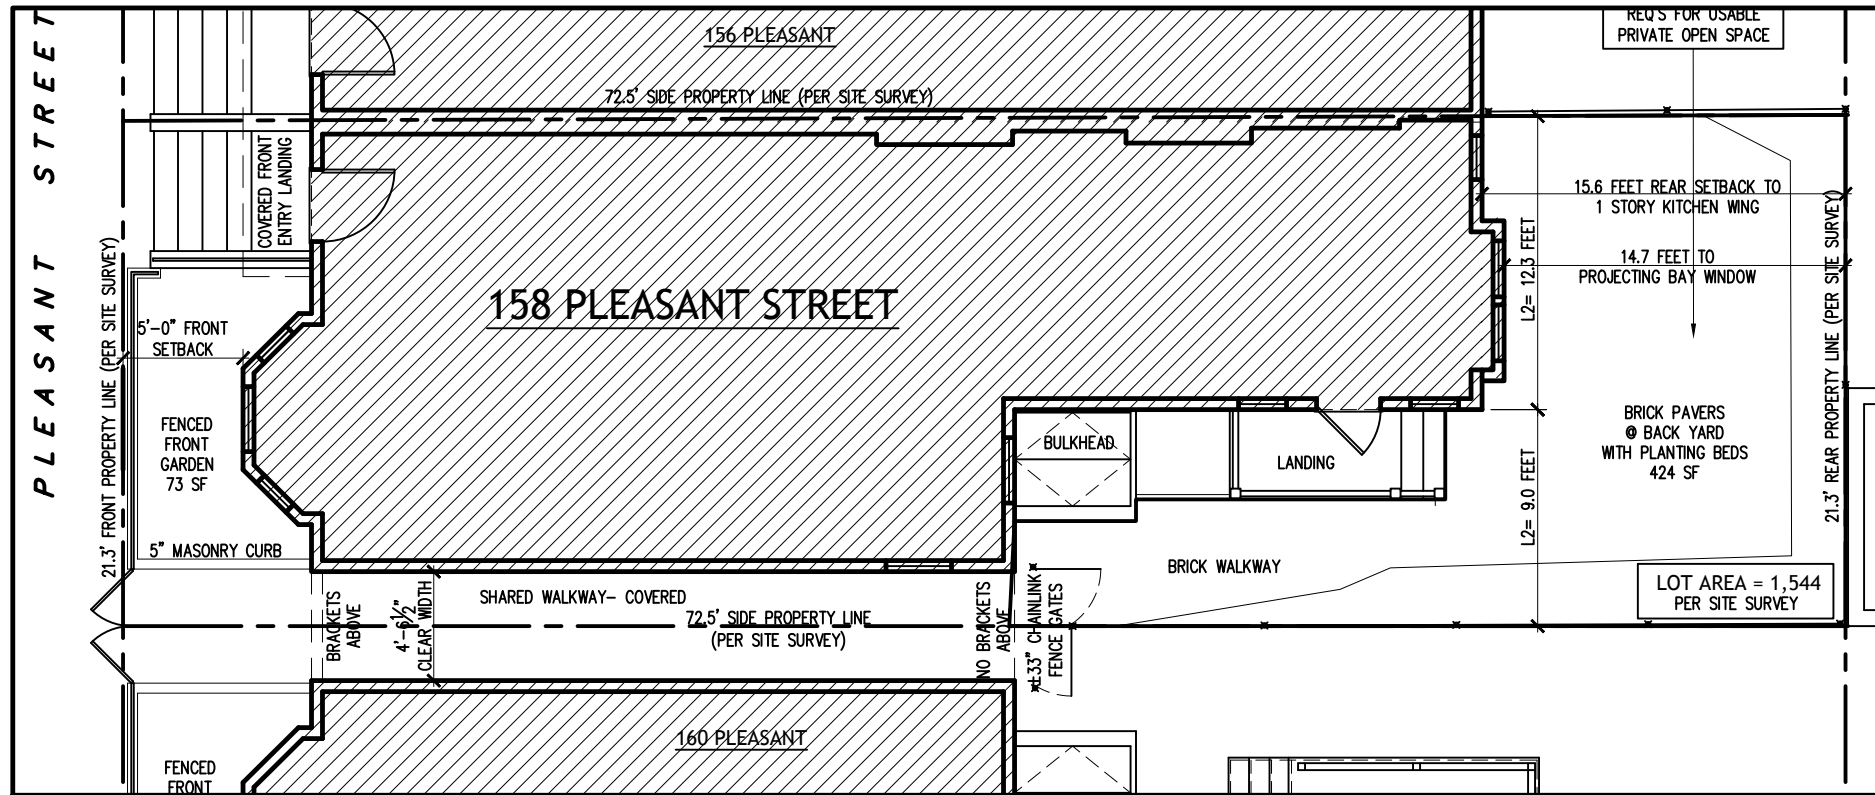 PLEASANT STREET
156 PLEASANT
REQ'S FOR USABLE
PRIVATE OPEN SPACE
72.5' SIDE PROPERTY LINE (PER SITE SURVEY)
COVERED FRONT
ENTRY LANDING
21.3' FRONT PROPERTY LINE (PER SITE SURVEY)
158 PLEASANT STREET
15.6 FEET REAR SETBACK TO
1 STORY KITCHEN WING
14.7 FEET TO
PROJECTING BAY WINDOW
L2= 12.3 FEET
21.3' REAR PROPERTY LINE (PER SITE SURVEY)
5'-0" FRONT
SETBACK
FENCED
FRONT
GARDEN
73 SF
BULKHEAD
LANDING
BRICK PAVERS
@ BACK YARD
WITH PLANTING BEDS
424 SF
L2= 9.0 FEET
5" MASONRY CURB
BRICK WALKWAY
LOT AREA = 1,544
PER SITE SURVEY
BRACKETS
ABOVE
4'-6½"
CLEAR WIDTH
SHARED WALKWAY- COVERED
72.5' SIDE PROPERTY LINE
(PER SITE SURVEY)
NO BRACKETS
ABOVE
33" CHAINLINK
FENCE GATES
160 PLEASANT
FENCED
FRONT